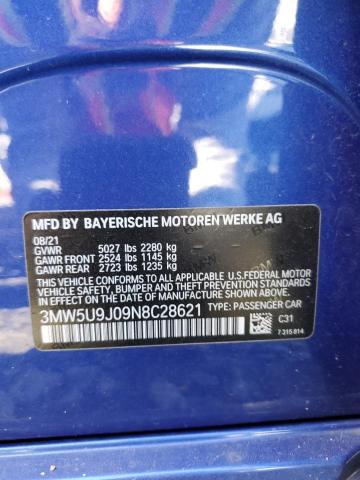 MFD BY BAYERISCHE MOTOREN WERKE AG
08/21
GVWR 5027 lbs 2280 kg
GAWR FRONT 2524 lbs 1145 kg
GAWR REAR 2723 lbs 1235 kg
THIS VEHICLE CONFORMS TO ALL APPLICABLE U.S. FEDERAL MOTOR
VEHICLE SAFETY, BUMPER, AND THEFT PREVENTION STANDARDS IN
EFFECT ON THE DATE OF MANUFACTURE SHOWN ABOVE.
3MW5U9J09N8C28621 TYPE: PASSENGER CAR
C31
7 315 814